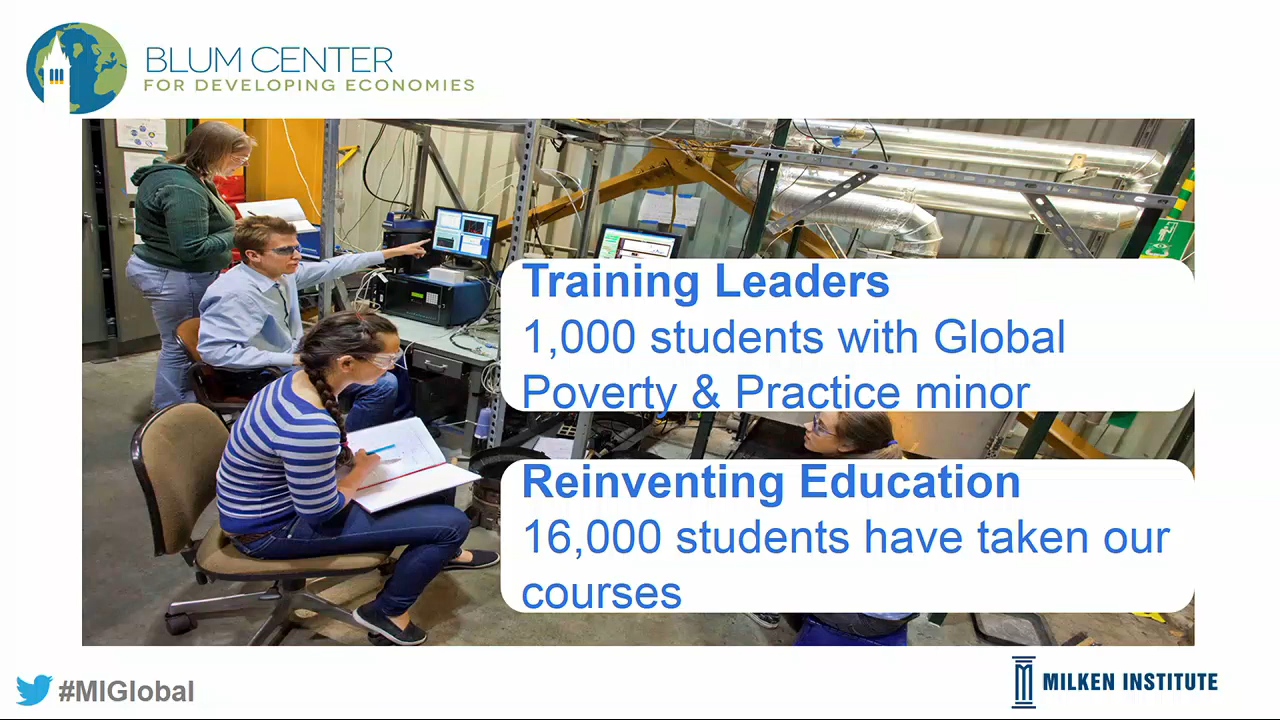 BLUM CENTER
FOR DEVELOPING ECONOMIES
Training Leaders
1,000 students with Global
Poverty & Practice minor
Reinventing Education
16,000 students have taken our
courses
#MIGlobal
MILKEN INSTITUTE